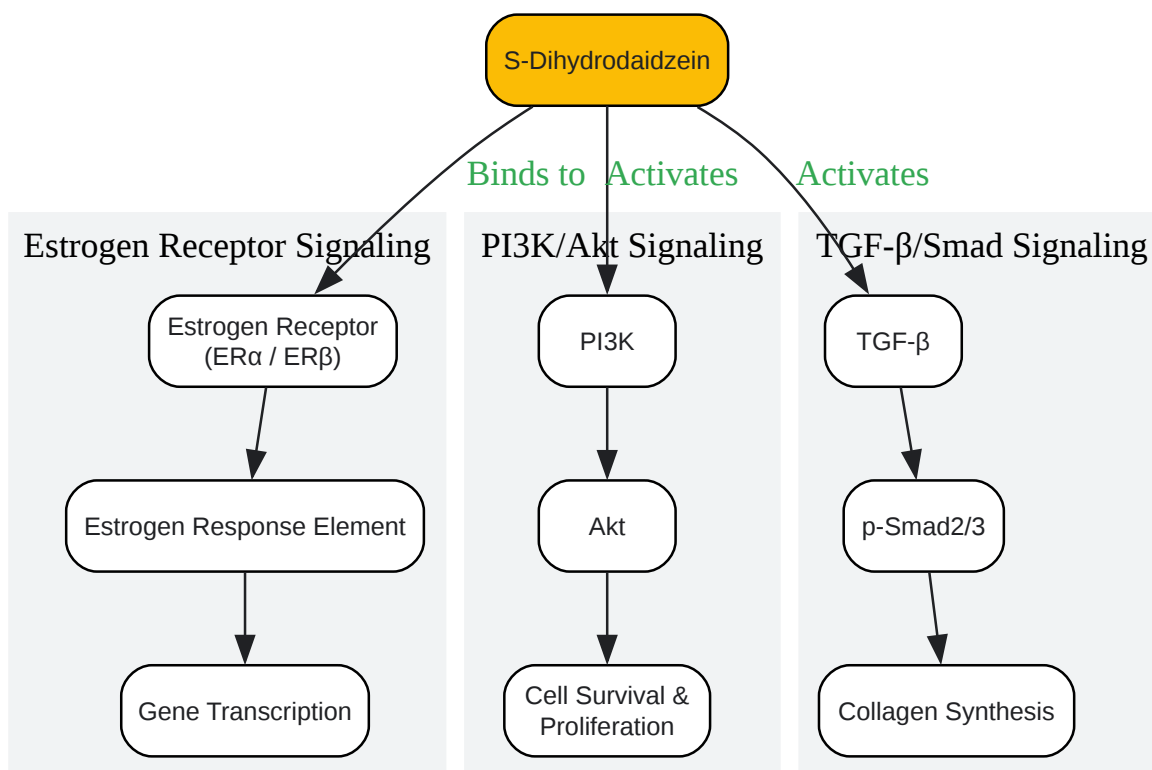 S-Dihydrodaidzein
Binds to
Activates
Activates
Estrogen Receptor Signaling
PI3K/Akt Signaling
TGF-β/Smad Signaling
Estrogen Receptor
(ERα / ERβ)
PI3K
TGF-β
Estrogen Response Element
Akt
p-Smad2/3
Gene Transcription
Cell Survival &
Proliferation
Collagen Synthesis